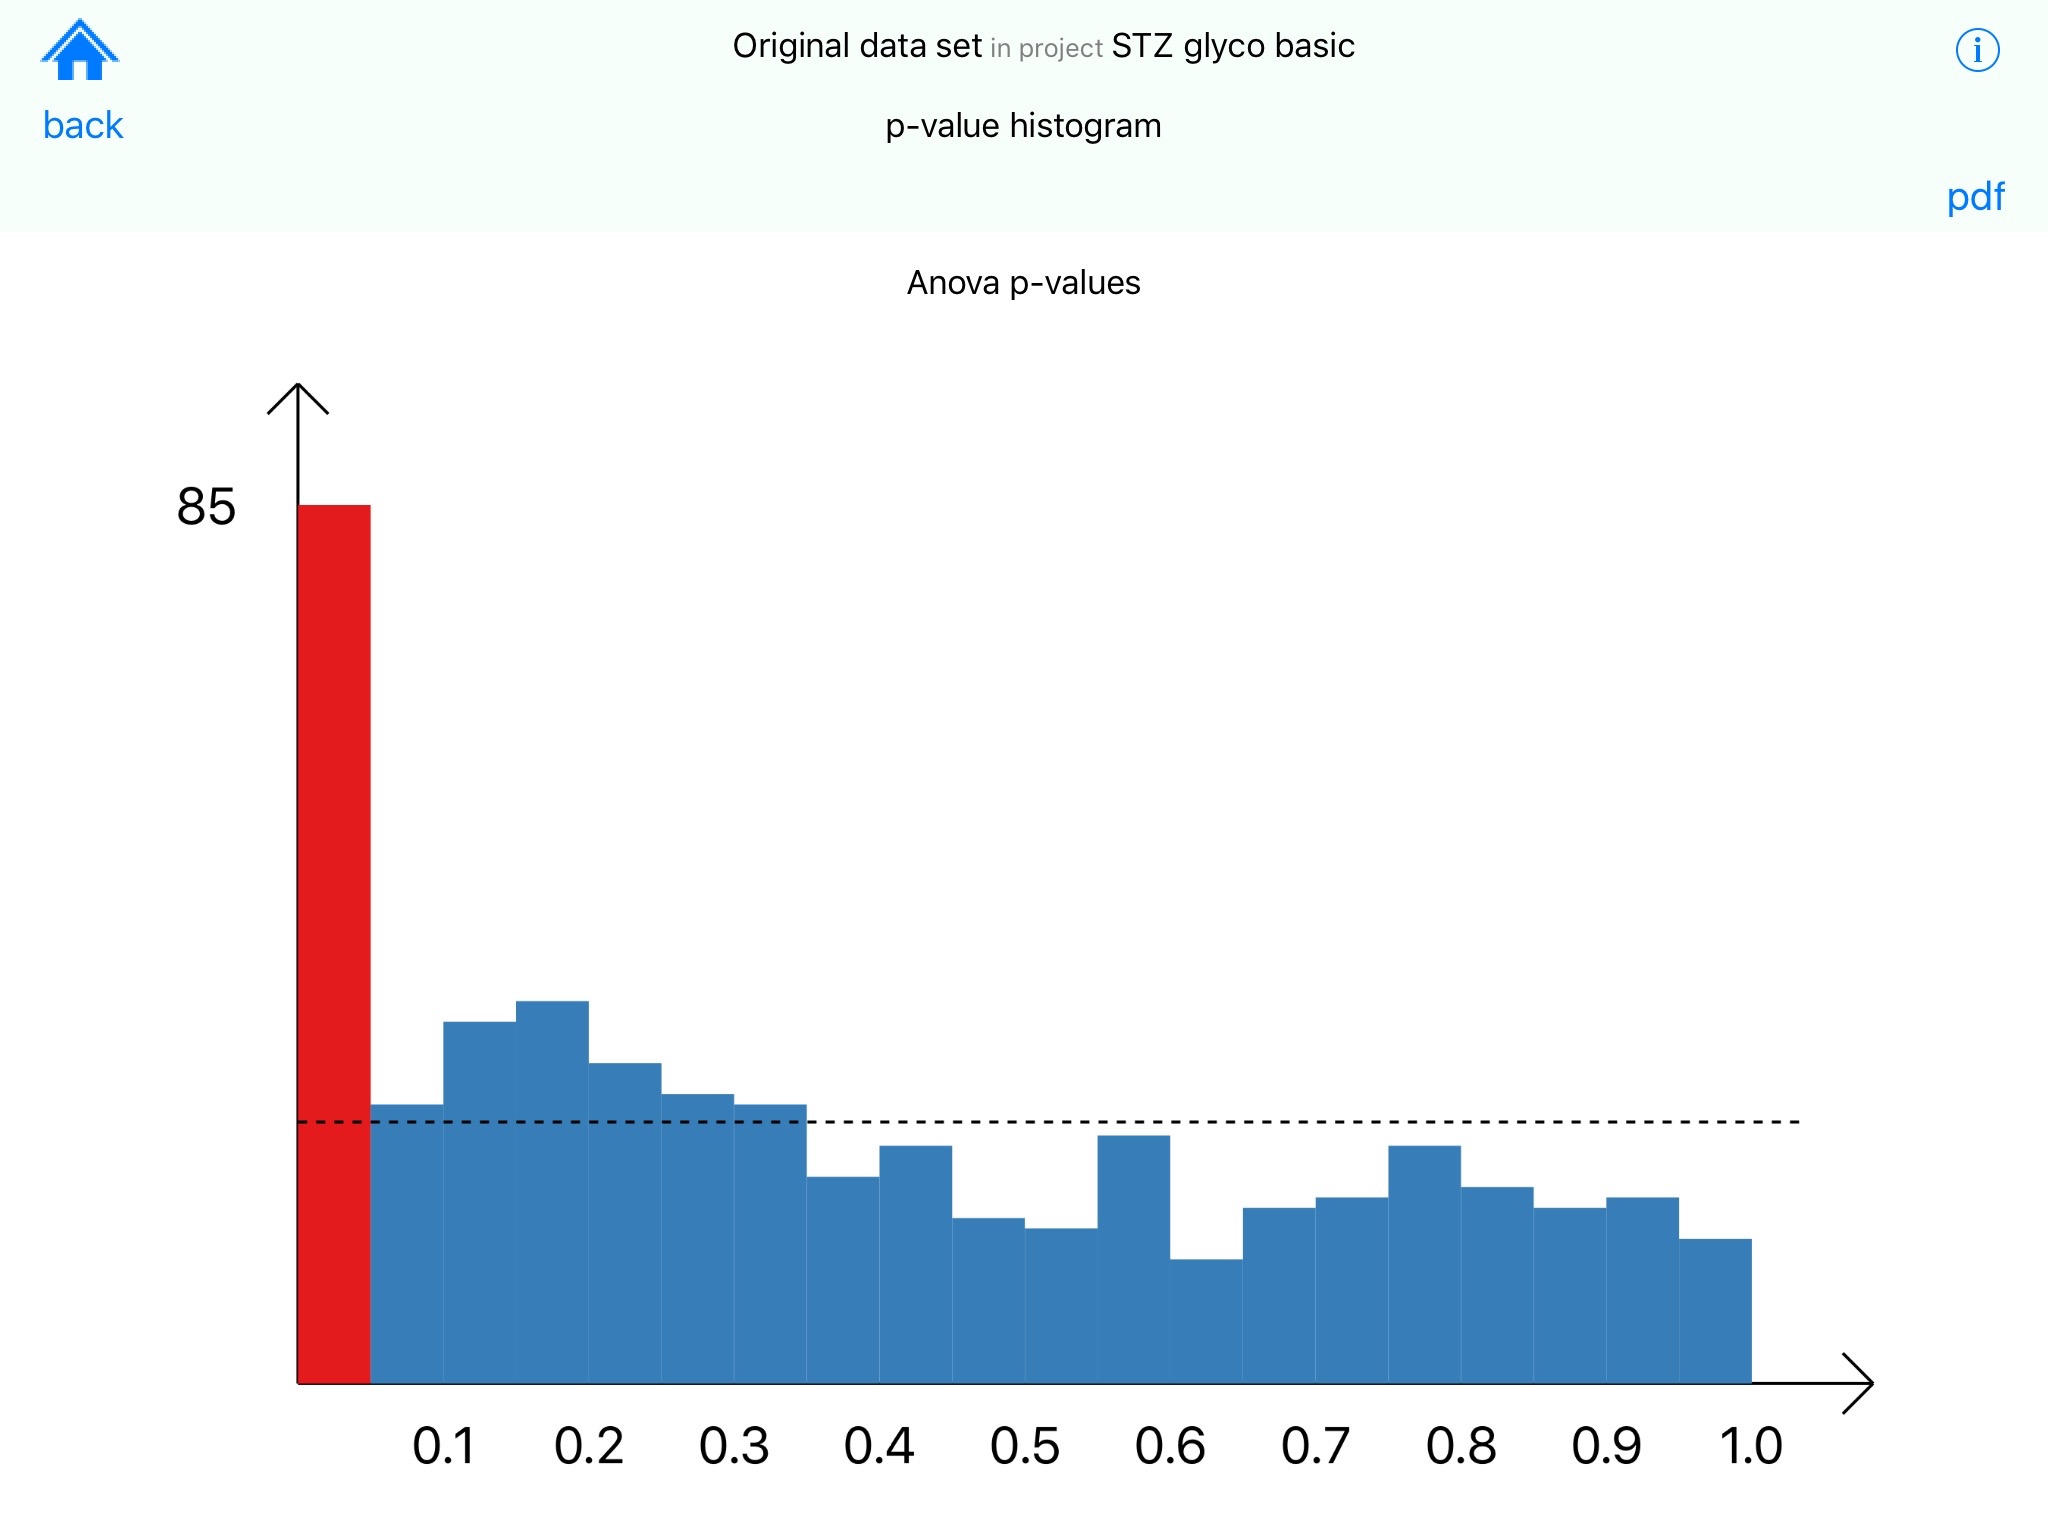 Original data set in project STZ glyco basic
i
back
p-value histogram
pdf
Anova p-values
85
0.1 0.2 0.3 0.4 0.5 0.6 0.7 0.8 0.9 1.0